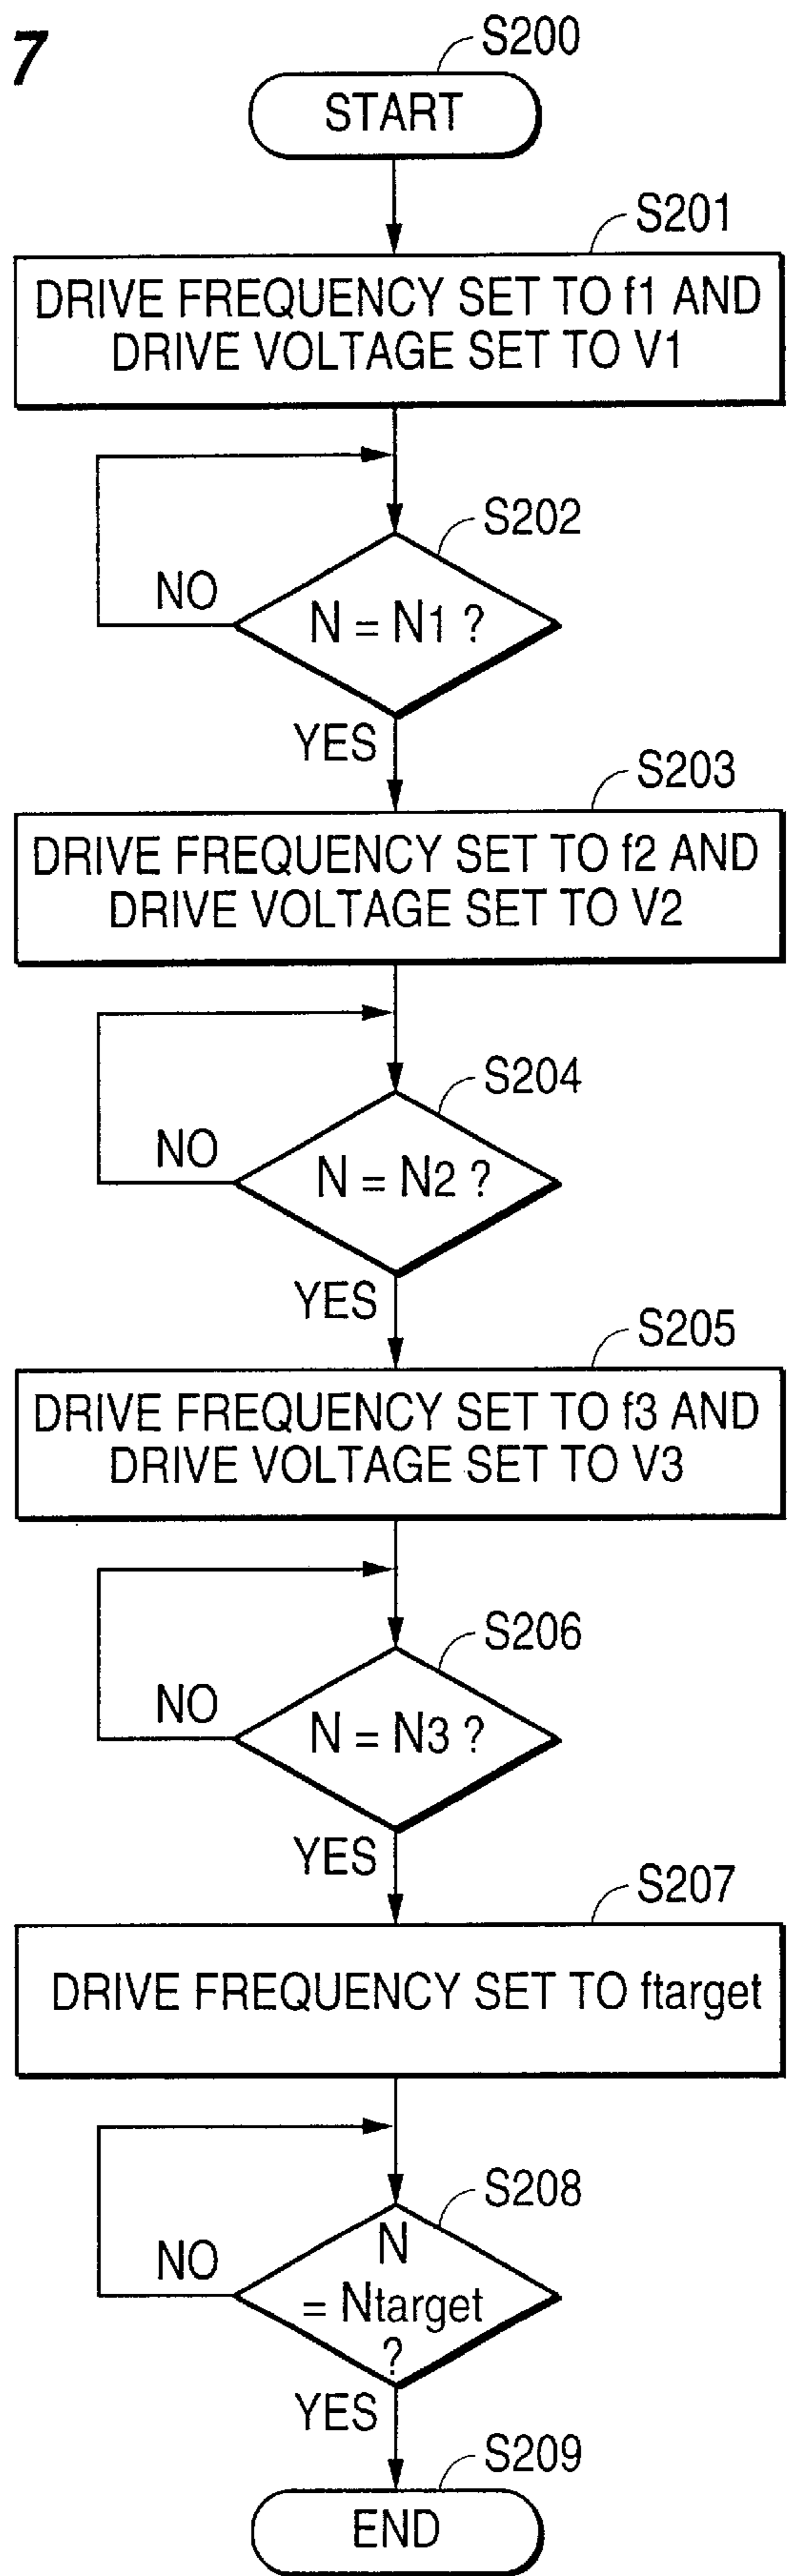 7
S200
START
S201
DRIVE FREQUENCY SET TO f1 AND
DRIVE VOLTAGE SET TO V1
S202
NO
N = N1 ?
YES
S203
DRIVE FREQUENCY SET TO f2 AND
DRIVE VOLTAGE SET TO V2
S204
NO
N = N2 ?
YES
S205
DRIVE FREQUENCY SET TO f3 AND
DRIVE VOLTAGE SET TO V3
S206
NO
N = N3 ?
YES
S207
DRIVE FREQUENCY SET TO ftarget
S208
NO
N
= Ntarget
?
YES
S209
END